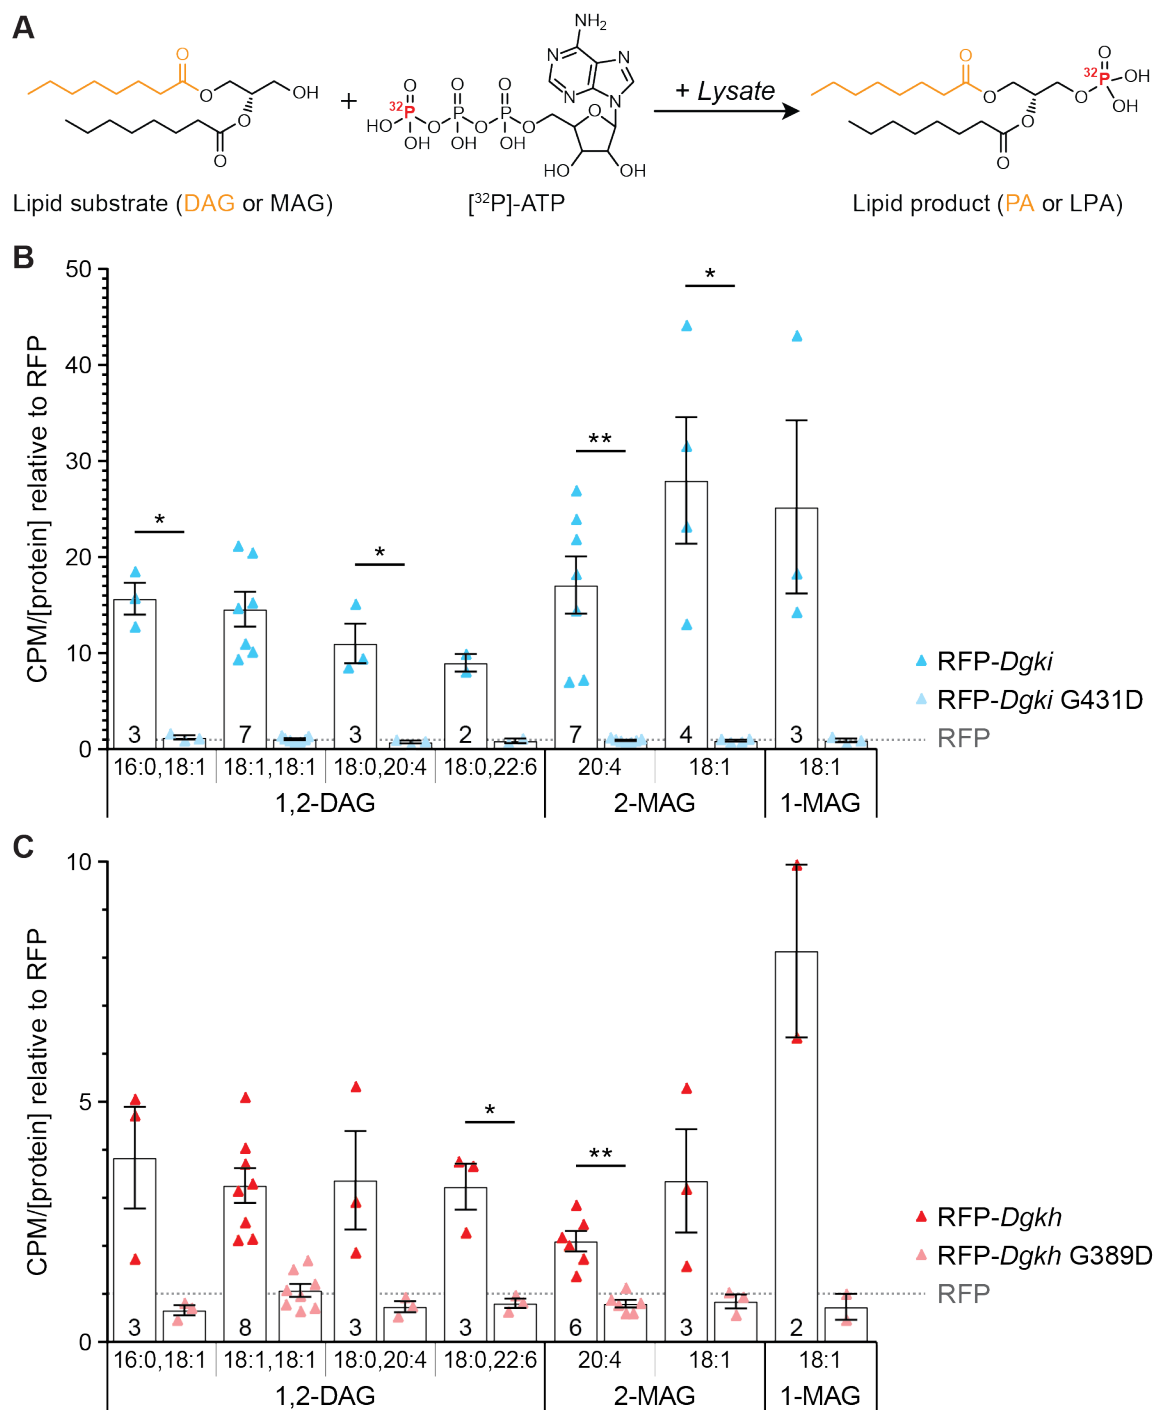 A
NH2
N N N N
O O O O O
32P P P
O OH
HO O O O
OH OH OH
HO OH
+
+ Lysate
O O O O
32P OH
OH
O
Lipid substrate (DAG or MAG)
[32P]-ATP
Lipid product (PA or LPA)
B
CPM/[protein] relative to RFP
50
40
30
20
10
0
* * ** *
3 7 3 2 7 4 3
RFP-Dgki
RFP-Dgki G431D
RFP
16:0,18:1 18:1,18:1 18:0,20:4 18:0,22:6 20:4 18:1 18:1
1,2-DAG 2-MAG 1-MAG
C
CPM/[protein] relative to RFP
10
5
0
* **
3 8 3 3 6 3 2
RFP-Dgkh
RFP-Dgkh G389D
RFP
16:0,18:1 18:1,18:1 18:0,20:4 18:0,22:6 20:4 18:1 18:1
1,2-DAG 2-MAG 1-MAG